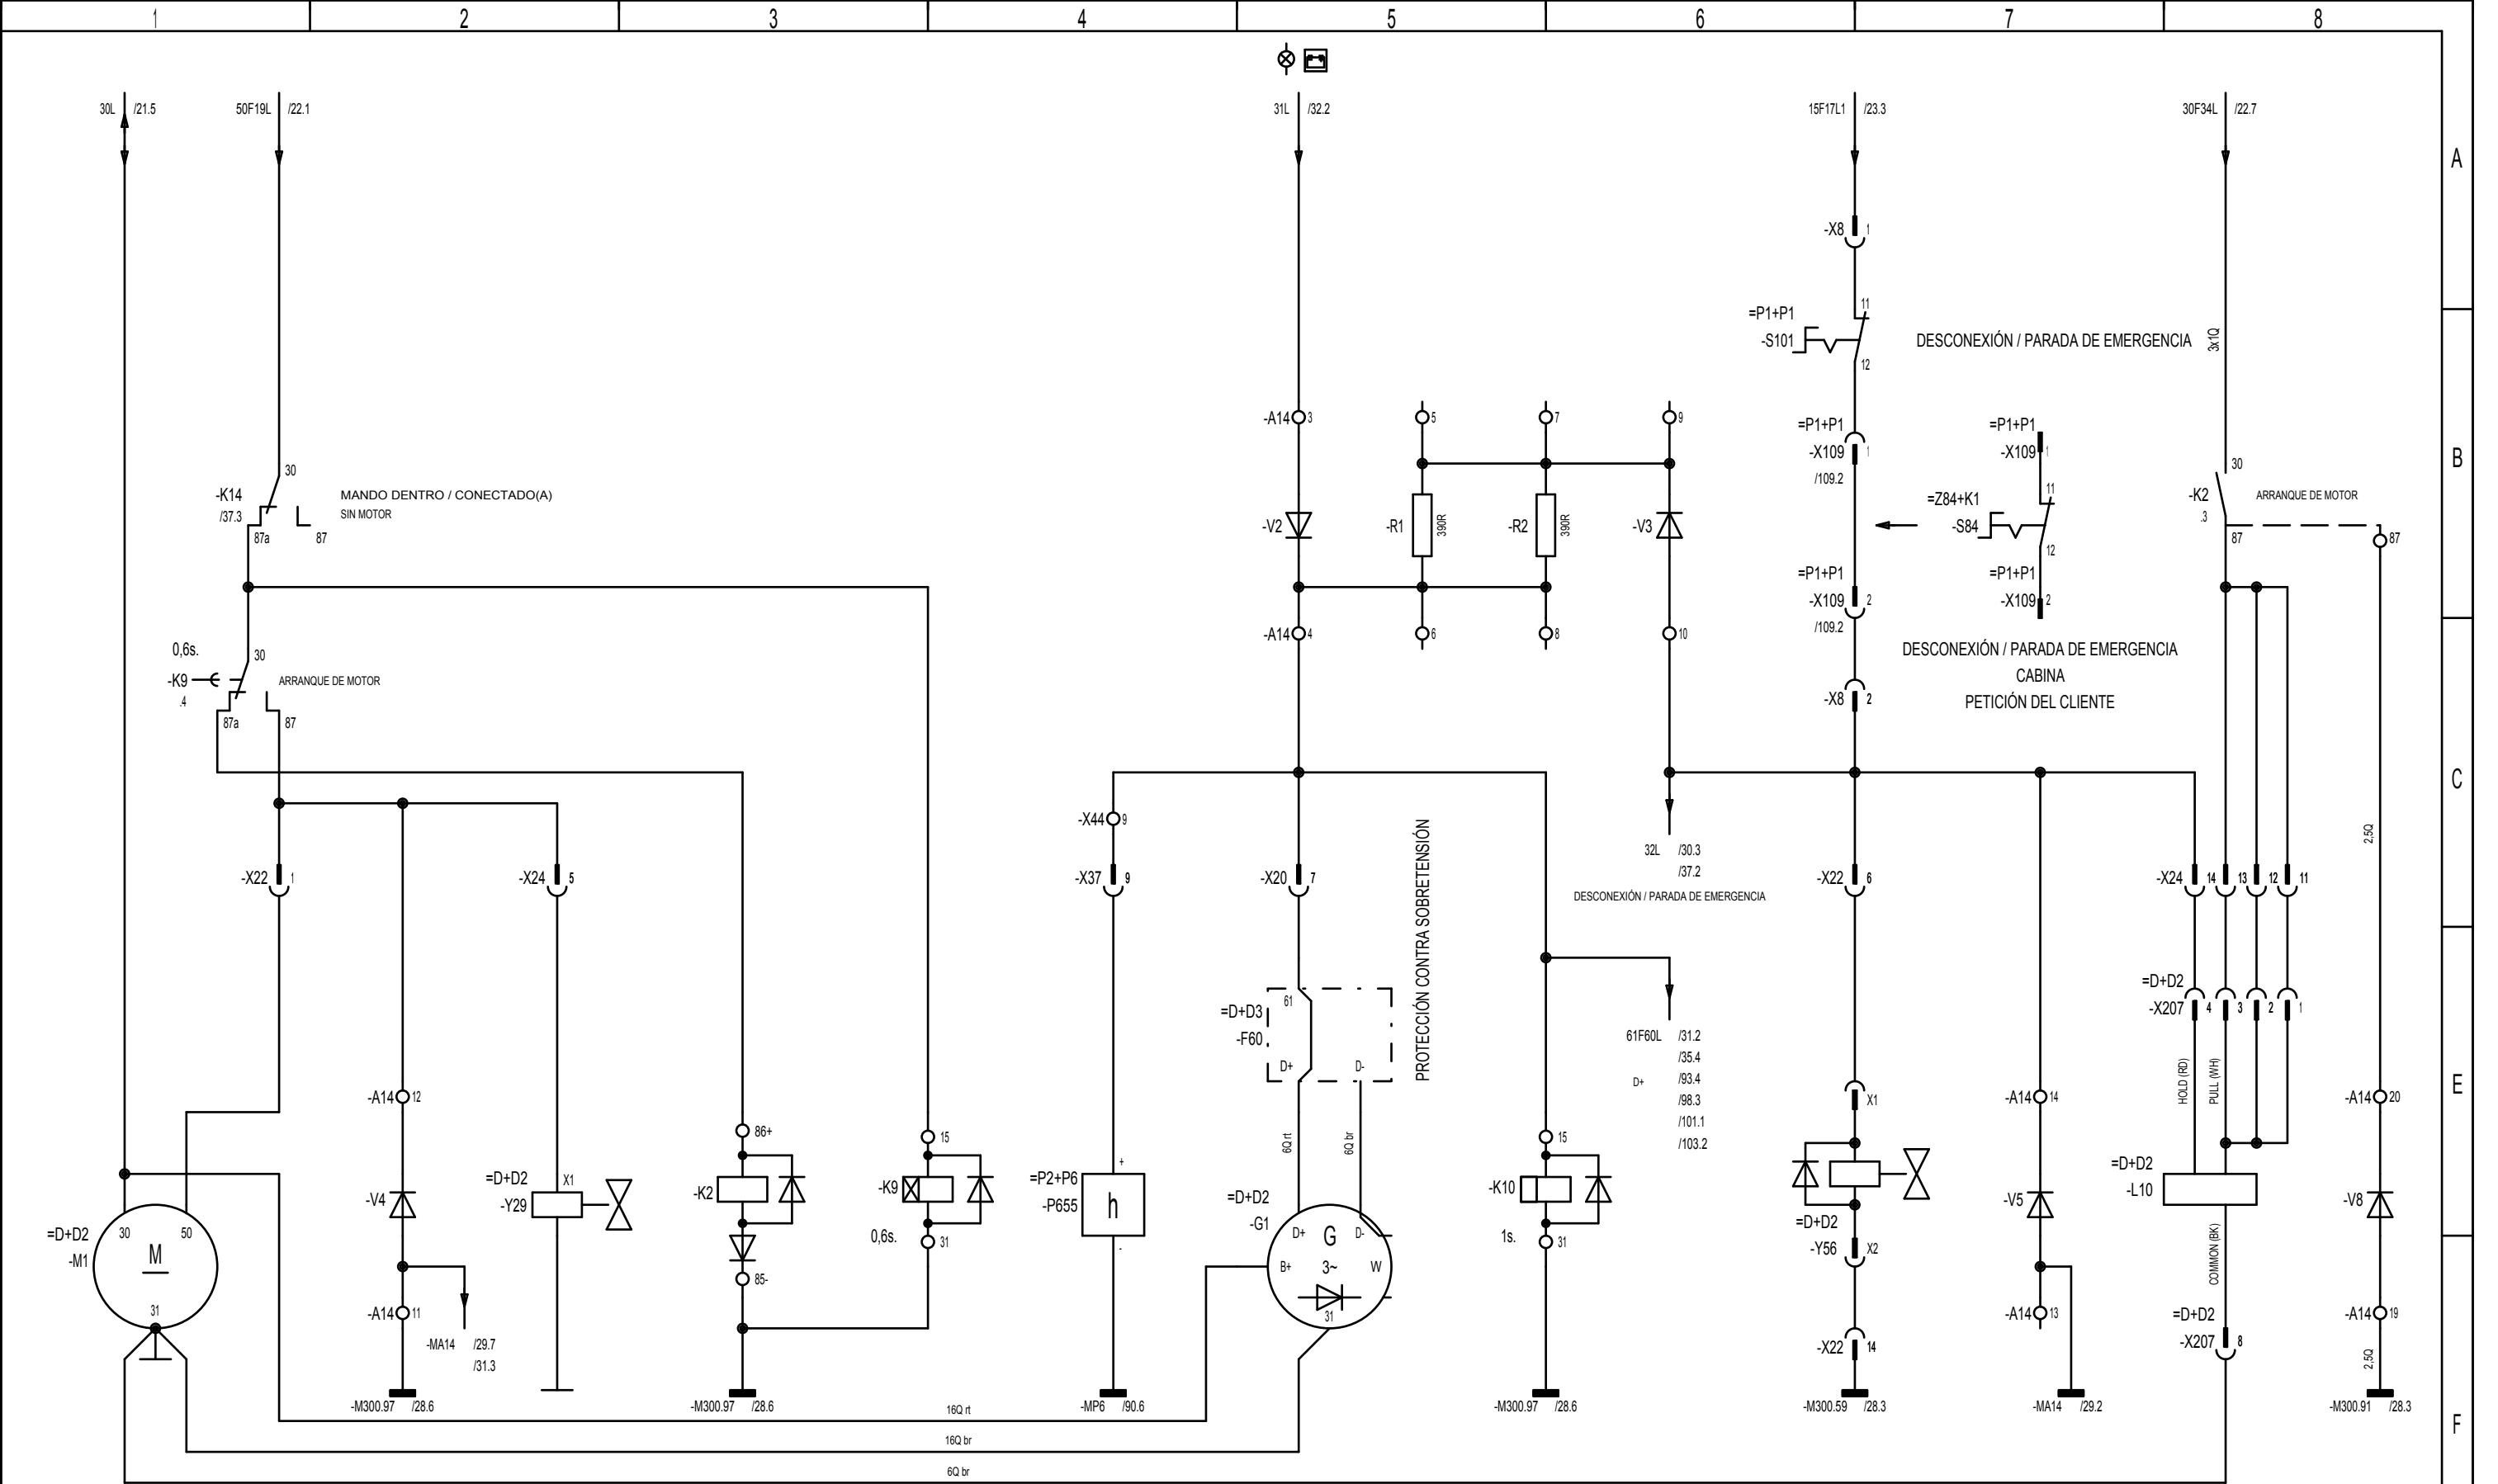 1 2 3 4 5 6 7 8
30L /21.5
50F19L /22.1
31L /32.2
15F17L1 /23.3
30F34L /22.7
A
-X8 1
=P1+P1
-S101
11
12
DESCONEXIÓN / PARADA DE EMERGENCIA
3x1Q
-A14 3
5
7
9
=P1+P1
-X109 1
/109.2
=P1+P1
-X109 1
B
30
-K14
/37.3
87a
87
MANDO DENTRO / CONECTADO(A)
SIN MOTOR
-V2
-R1
390R
-R2
390R
-V3
=Z84+K1
-S84
11
12
30
-K2
.3
87
ARRANQUE DE MOTOR
87
=P1+P1
-X109 2
/109.2
=P1+P1
-X109 2
-A14 4
6
8
10
0,6s.
30
-K9
.4
87a
87
ARRANQUE DE MOTOR
DESCONEXIÓN / PARADA DE EMERGENCIA
CABINA
PETICIÓN DEL CLIENTE
-X8 2
C
-X44 9
2,5Q
32L /30.3
/37.2
DESCONEXIÓN / PARADA DE EMERGENCIA
-X22 1
-X24 5
-X37 9
-X20 7
PROTECCIÓN CONTRA SOBRETENSIÓN
-X22 6
-X24 14 13 12 11
=D+D3
-F60
61
D+
D-
61F60L /31.2
/35.4
D+ /93.4
/98.3
/101.1
/103.2
=D+D2
-X207 4 3 2 1
HOLD (RD)
PULL (WH)
E
-A14 12
X1
-A14 14
-A14 20
86+
15
6Q rt
6Q br
15
-V4
=D+D2
-Y29
X1
-K2
-K9
0,6s.
31
85-
=P2+P6
-P655
+
h
-
=D+D2
-G1
D+
G
D-
B+
3~
W
31
-K10
1s.
31
=D+D2
-Y56
X2
-V5
=D+D2
-L10
COMMON (BK)
-V8
=D+D2
-M1
30
50
M
31
-A14 11
-MA14 /29.7
/31.3
-X22 14
-A14 13
=D+D2
-X207 8
-A14 19
2,5Q
-M300.97 /28.6
-M300.97 /28.6
-MP6 /90.6
-M300.97 /28.6
-M300.59 /28.3
-MA14 /29.2
-M300.91 /28.3
F
16Q rt
16Q br
6Q br